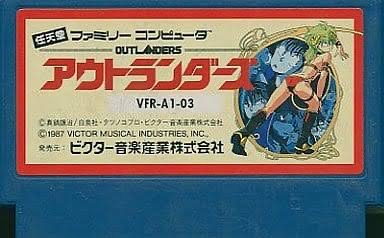 任天堂 ファミリー コンピュータ
OUTLANDERS
アウトランダーズ
VFR-A1-03
©真鍋譲治／白泉社・タツノコプロ・ビクター音楽産業
©1987 VICTOR MUSICAL INDUSTRIES, INC.,
発売元：ビクター音楽産業株式会社